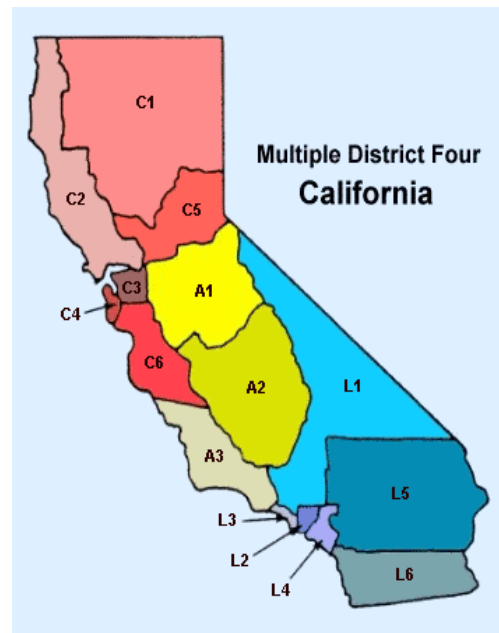 C1
Multiple District Four
California
C2
C5
C3
A1
C4
C6
A2
L1
A3
L5
L3
L2
L4
L6